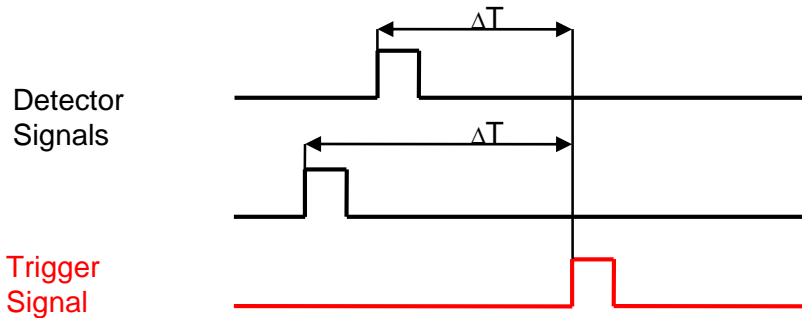 ΔT
Detector
Signals
ΔT
Trigger
Signal